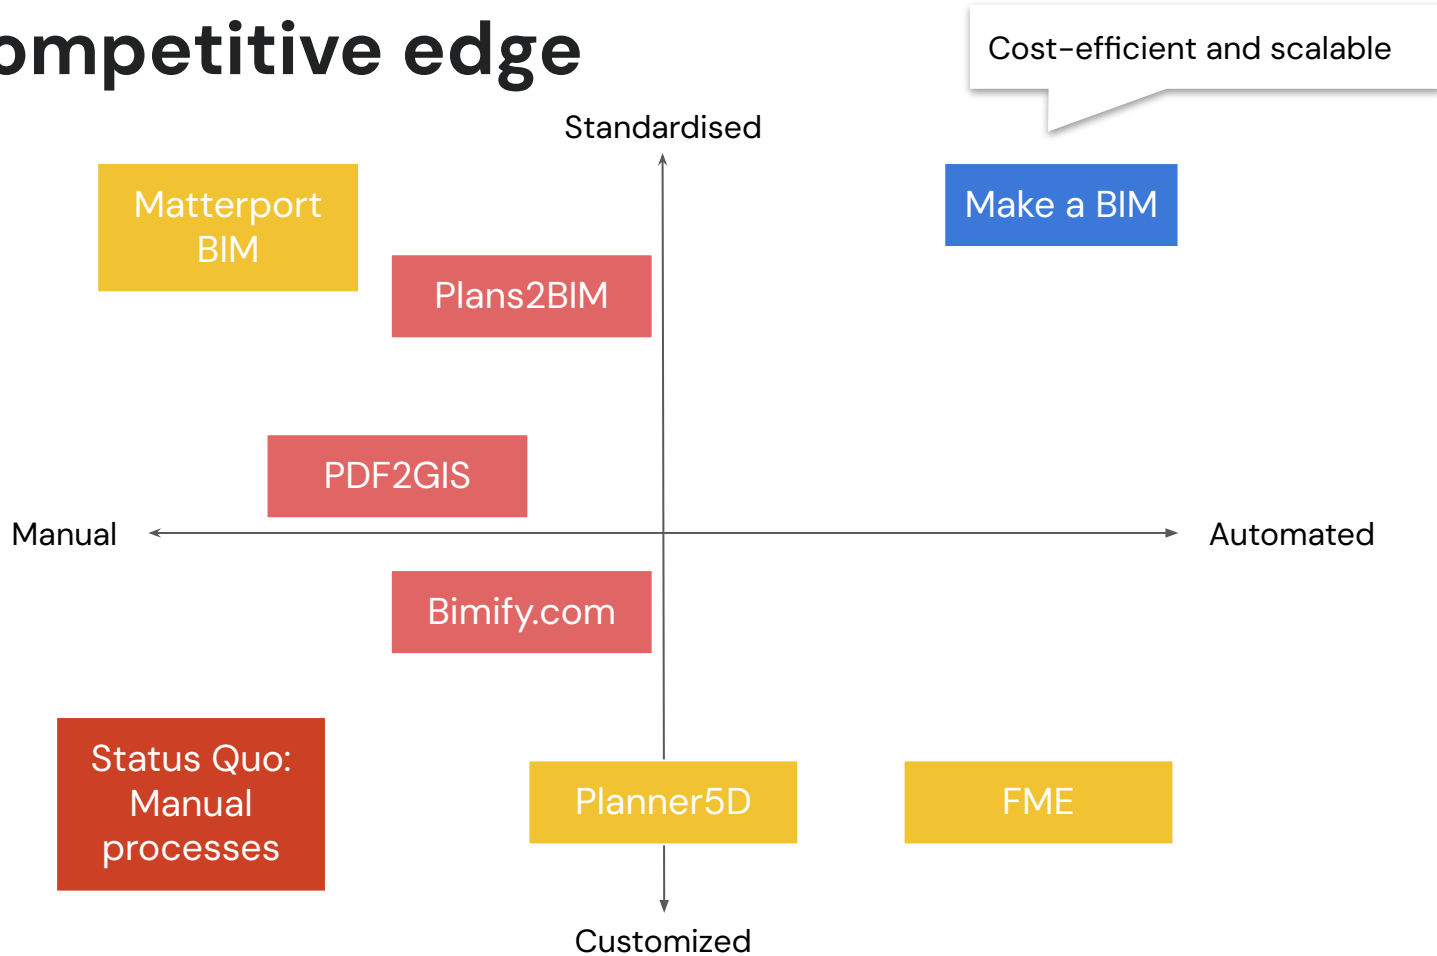 ompetitive edge
Cost-efficient and scalable
Standardised
Matterport
BIM
Make a BIM
Plans2BIM
PDF2GIS
Manual
Automated
Bimify.com
Status Quo:
Manual
processes
Planner5D
FME
Customized